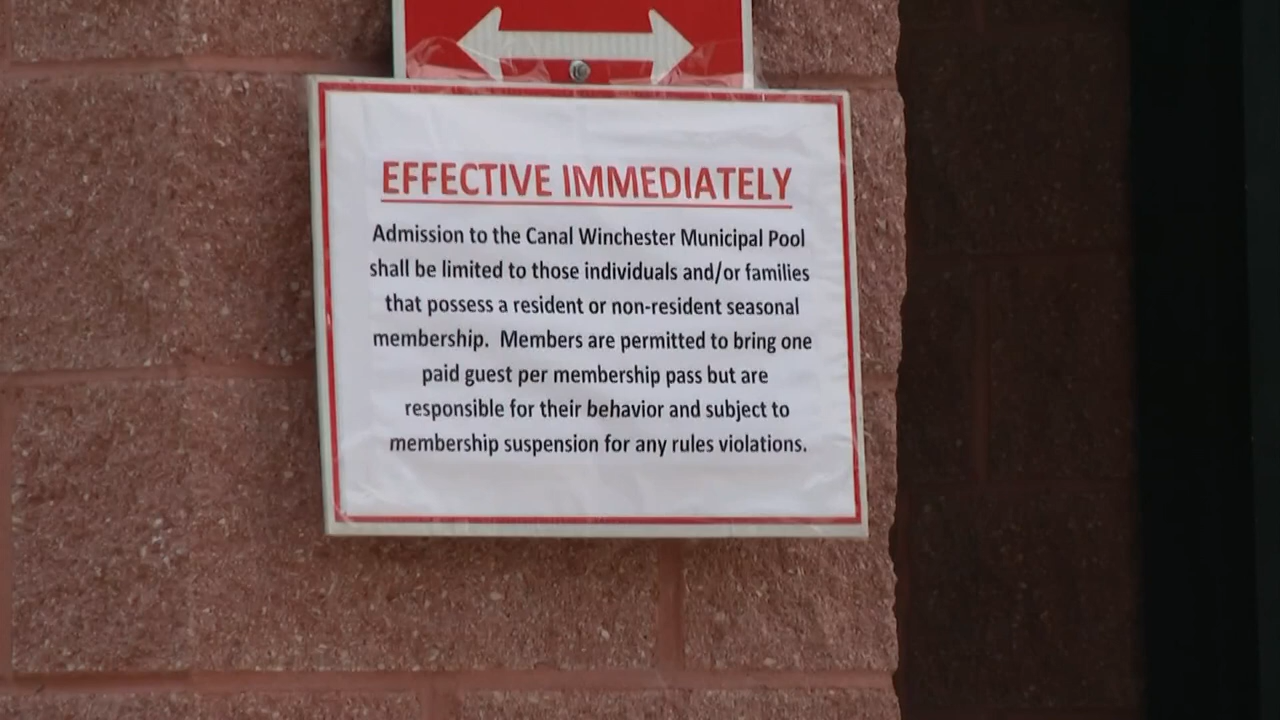 EFFECTIVE IMMEDIATELY
Admission to the Canal Winchester Municipal Pool
shall be limited to those individuals and/or families
that possess a resident or non-resident seasonal
membership.  Members are permitted to bring one
paid guest per membership pass but are
responsible for their behavior and subject to
membership suspension for any rules violations.